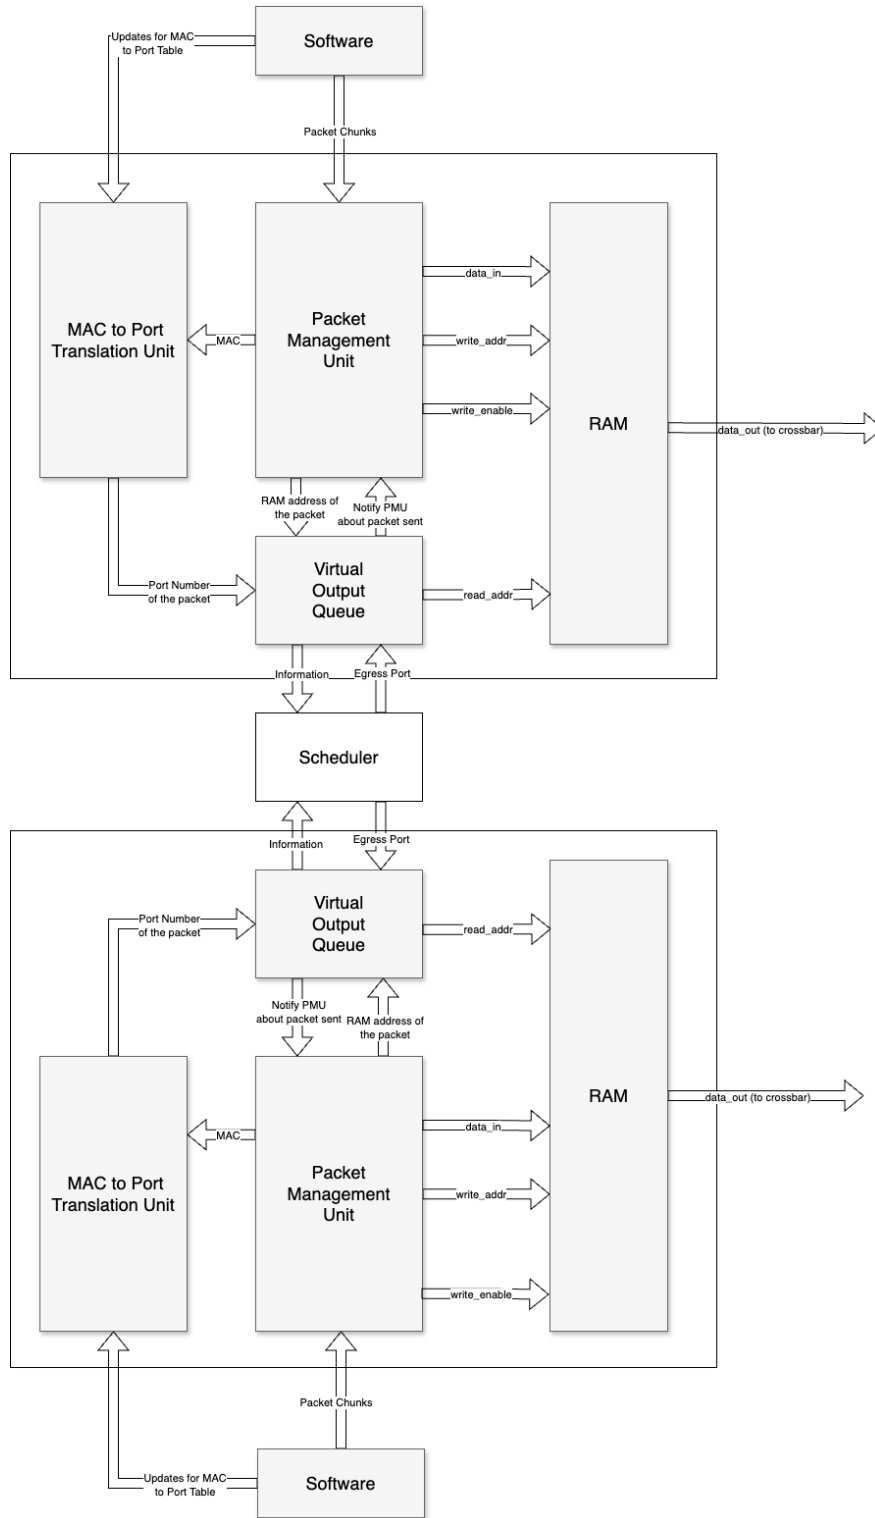 Updates for MAC
to Port Table
Software
Packet Chunks
MAC to Port
Translation Unit
MAC
Packet
Management
Unit
data_in
write_addr
write_enable
RAM
data_out (to crossbar)
RAM address of
the packet
Notify PMU
about packet sent
Port Number
of the packet
Virtual
Output
Queue
read_addr
Information
Egress Port
Scheduler
Information
Egress Port
Port Number
of the packet
Virtual
Output
Queue
read_addr
Notify PMU
about packet sent
RAM address of
the packet
MAC to Port
Translation Unit
MAC
Packet
Management
Unit
data_in
write_addr
write_enable
RAM
data_out (to crossbar)
Packet Chunks
Updates for MAC
to Port Table
Software